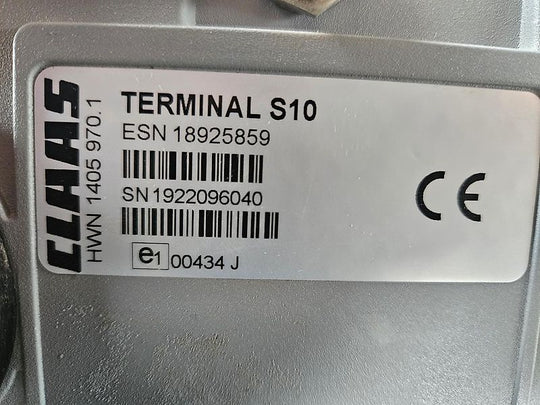 CLAAS
HWN 1405 970.1
TERMINAL S10
ESN 18925859
SN 1922096040
e1 00434 J
CE